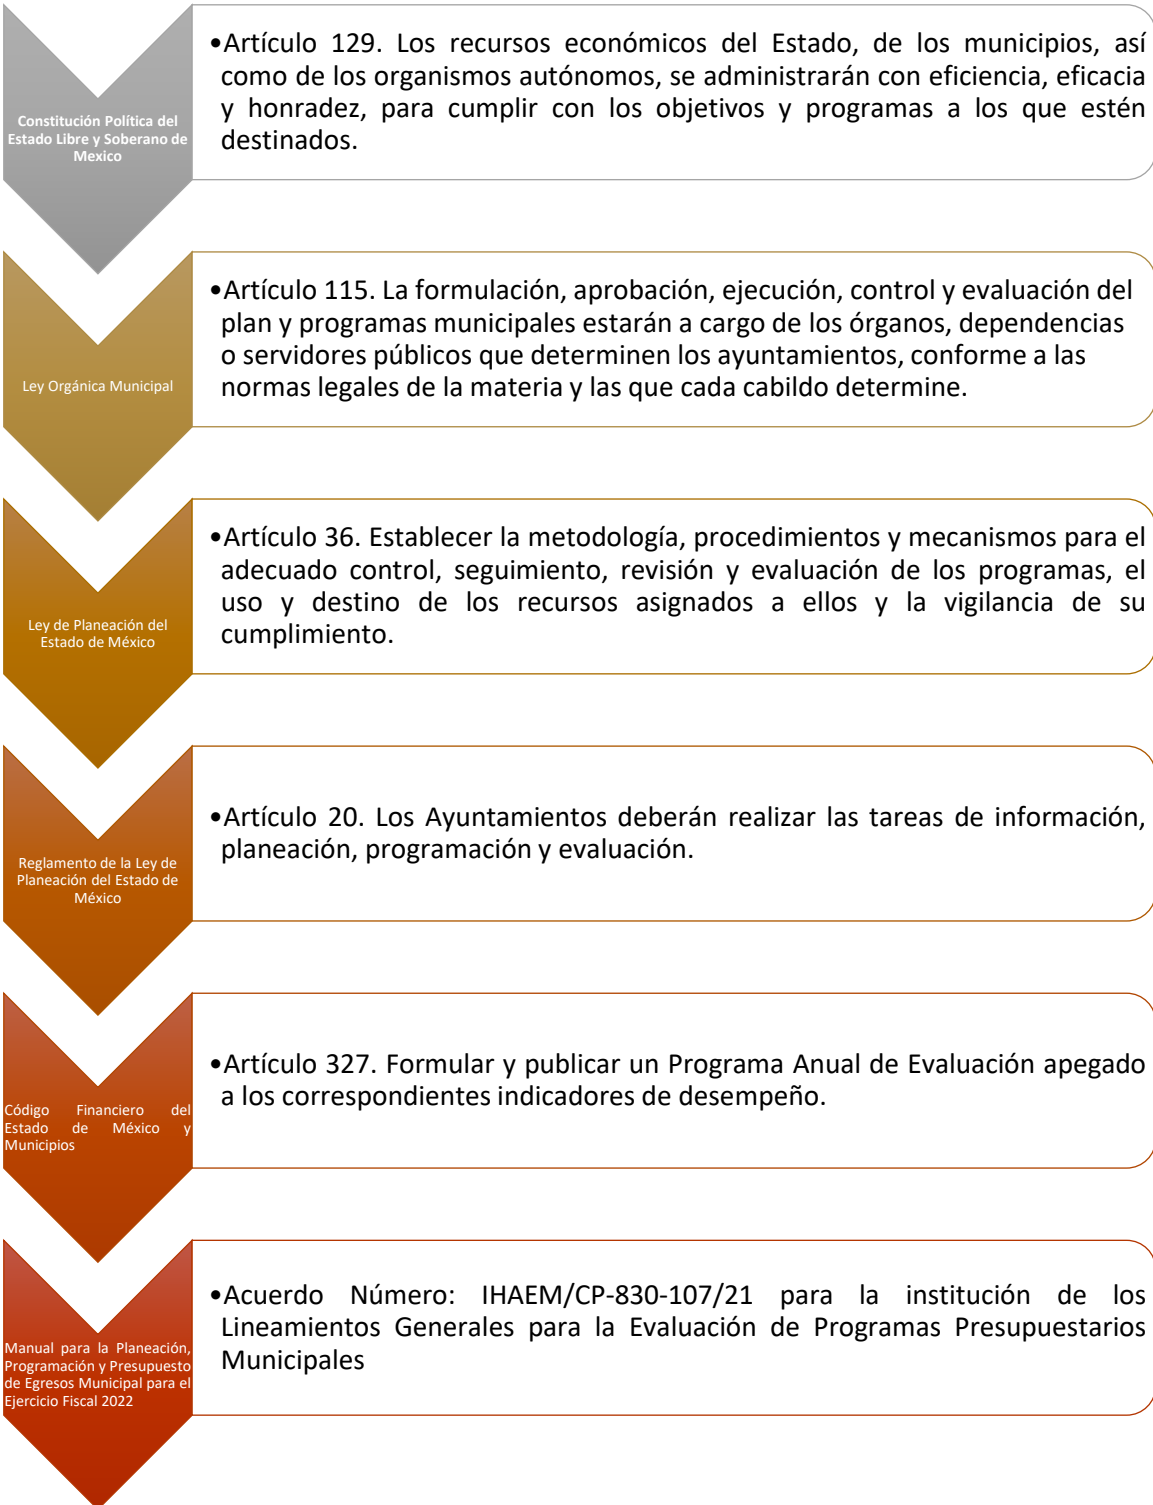 Constitución Política del
Estado Libre y Soberano de
Mexico
•Artículo 129. Los recursos económicos del Estado, de los municipios, así
como de los organismos autónomos, se administrarán con eficiencia, eficacia
y honradez, para cumplir con los objetivos y programas a los que estén
destinados.
Ley Orgánica Municipal
•Artículo 115. La formulación, aprobación, ejecución, control y evaluación del
plan y programas municipales estarán a cargo de los órganos, dependencias
o servidores públicos que determinen los ayuntamientos, conforme a las
normas legales de la materia y las que cada cabildo determine.
Ley de Planeación del
Estado de México
•Artículo 36. Establecer la metodología, procedimientos y mecanismos para el
adecuado control, seguimiento, revisión y evaluación de los programas, el
uso y destino de los recursos asignados a ellos y la vigilancia de su
cumplimiento.
Reglamento de la Ley de
Planeación del Estado de
México
•Artículo 20. Los Ayuntamientos deberán realizar las tareas de información,
planeación, programación y evaluación.
Código Financiero del
Estado de México y
Municipios
•Artículo 327. Formular y publicar un Programa Anual de Evaluación apegado
a los correspondientes indicadores de desempeño.
Manual para la Planeación,
Programación y Presupuesto
de Egresos Municipal para el
Ejercicio Fiscal 2022
•Acuerdo Número: IHAEM/CP-830-107/21 para la institución de los
Lineamientos Generales para la Evaluación de Programas Presupuestarios
Municipales